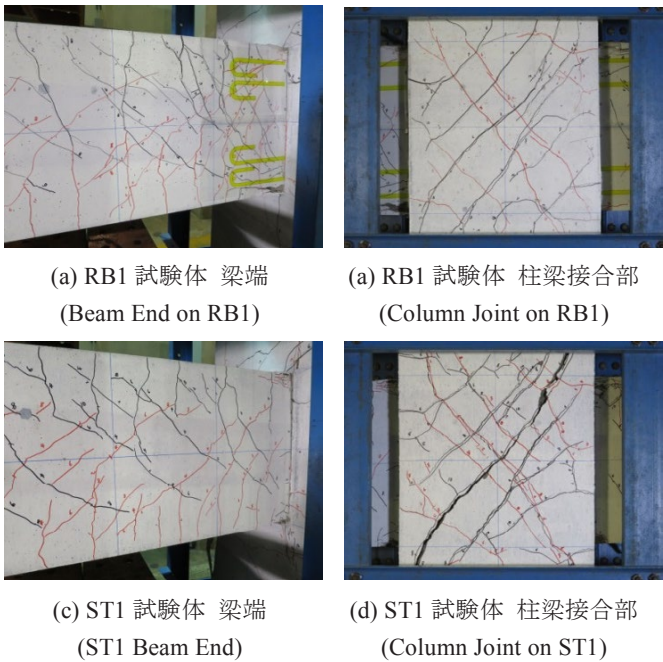 (a) RB1 試験体 梁端
(Beam End on RB1)
(a) RB1 試験体 柱梁接合部
(Column Joint on RB1)
(c) ST1 試験体 梁端
(ST1 Beam End)
(d) ST1 試験体 柱梁接合部
(Column Joint on ST1)